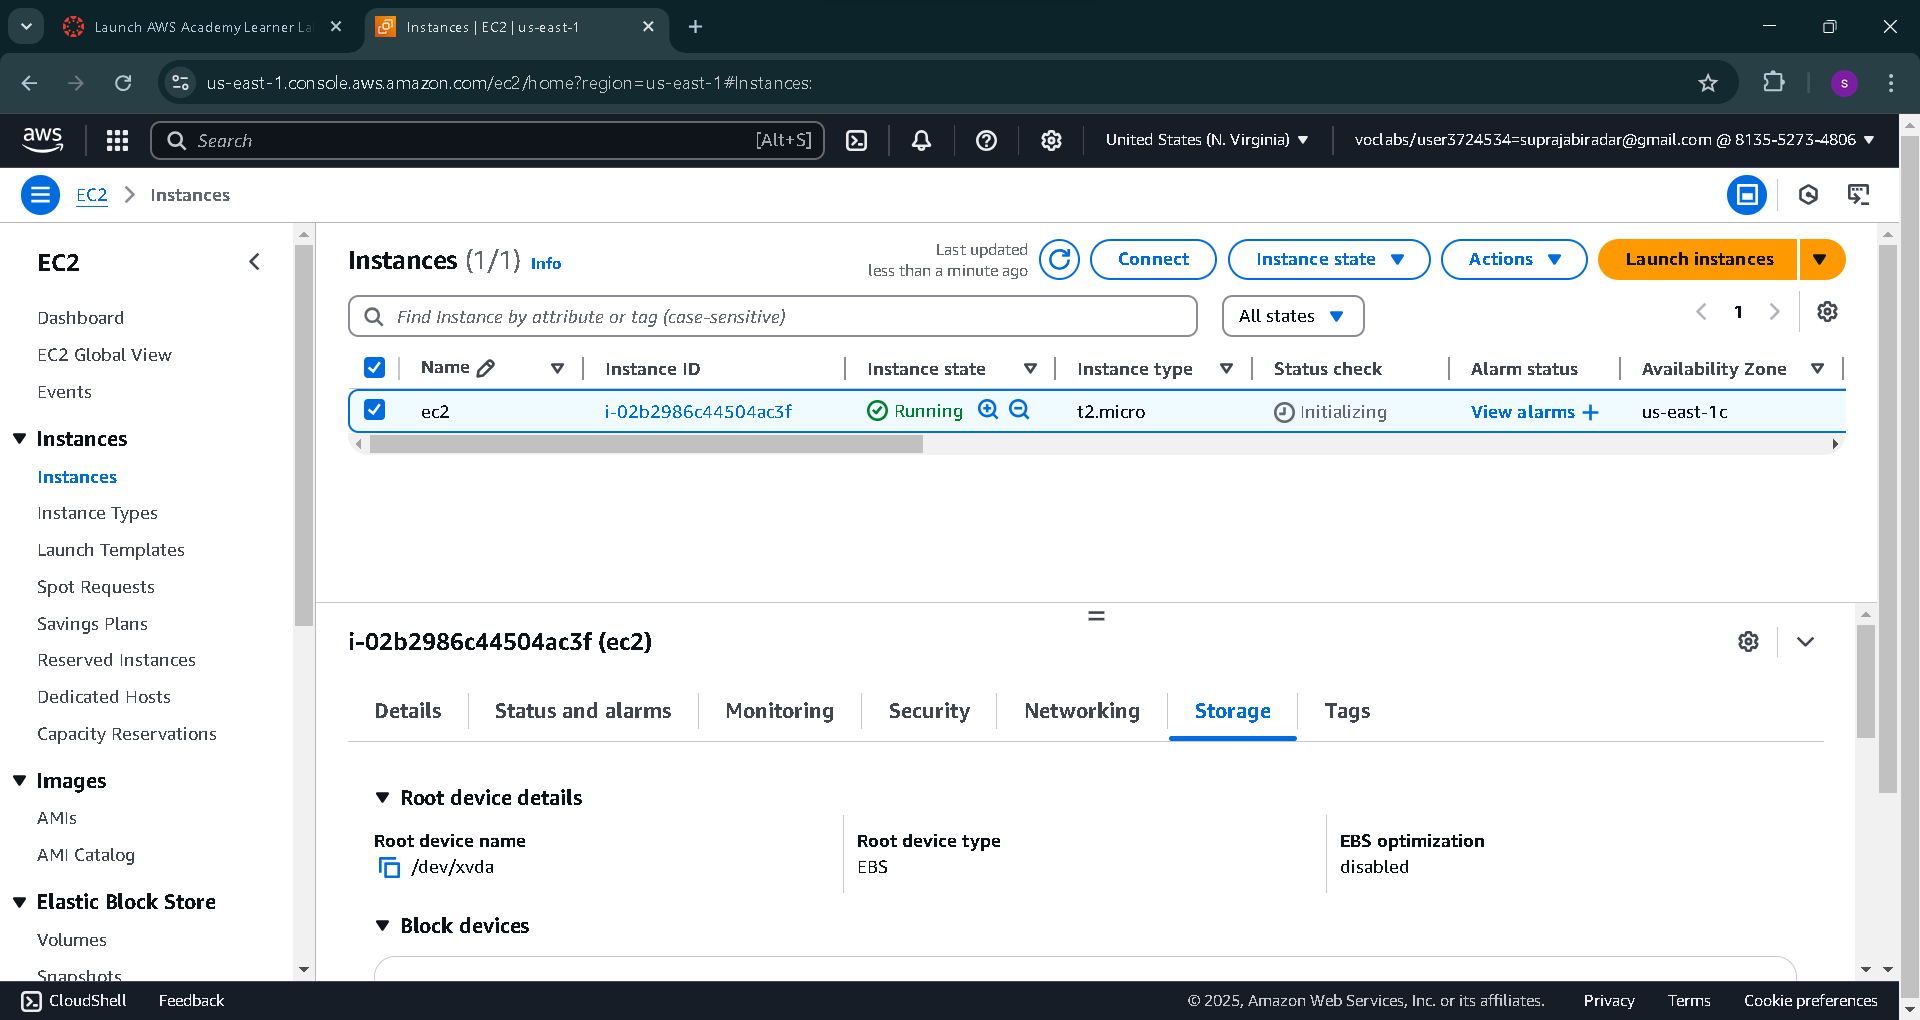 Launch AWS Academy Learner La
Instances | EC2 | us-east-1
us-east-1.console.aws.amazon.com/ec2/home?region=us-east-1#Instances:
S
aws
Search
[Alt+S]
United States (N. Virginia)
voclabs/user3724534=suprajabiradar@gmail.com @ 8135-5273-4806
EC2
Instances
EC2
Dashboard
EC2 Global View
Events
Instances
Instances
Instance Types
Launch Templates
Spot Requests
Savings Plans
Reserved Instances
Dedicated Hosts
Capacity Reservations
Images
AMIs
AMI Catalog
Elastic Block Store
Volumes
Snapshots
Instances (1/1) Info
Last updated
less than a minute ago
Connect
Instance state
Actions
Launch instances
Find Instance by attribute or tag (case-sensitive)
All states
1
Name
Instance ID
Instance state
Instance type
Status check
Alarm status
Availability Zone
ec2
i-02b2986c44504ac3f
Running
t2.micro
Initializing
View alarms +
us-east-1c
i-02b2986c44504ac3f (ec2)
Details
Status and alarms
Monitoring
Security
Networking
Storage
Tags
Root device details
Root device name
/dev/xvda
Root device type
EBS
EBS optimization
disabled
Block devices
CloudShell
Feedback
© 2025, Amazon Web Services, Inc. or its affiliates.
Privacy
Terms
Cookie preferences